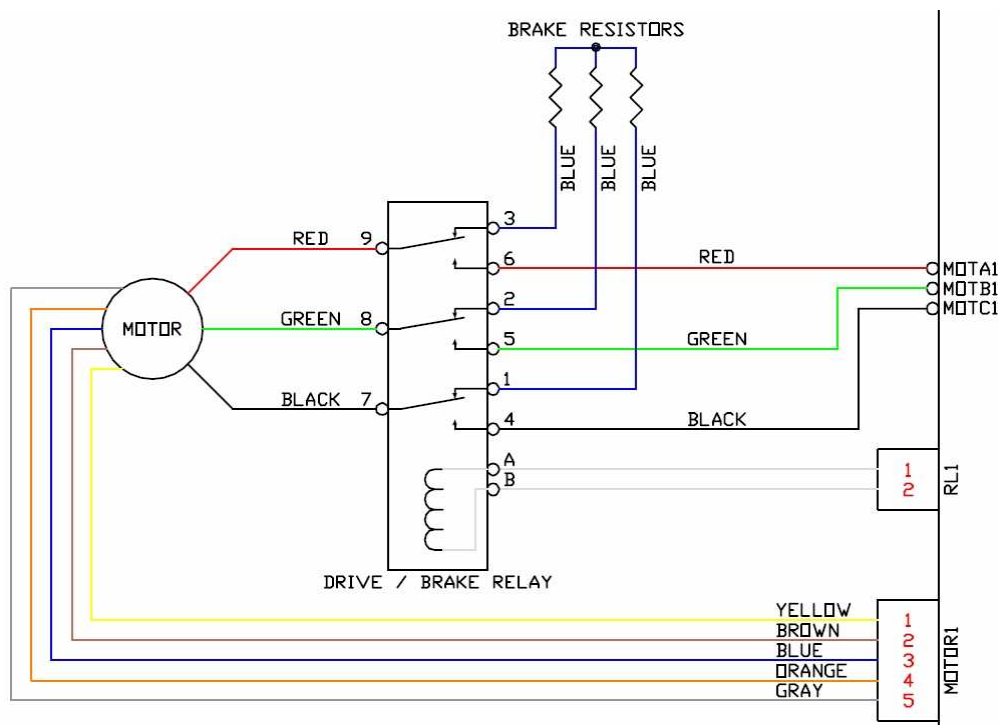 BRAKE RESISTORS
BLUE
BLUE
BLUE
3
RED 9
6
RED
MOTA1
MOTB1
2
MOTC1
GREEN 8
MOTOR
5
GREEN
1
BLACK 7
4
BLACK
A
B
1
2
RL1
DRIVE / BRAKE RELAY
YELLOW 1
BROWN 2
BLUE 3
ORANGE 4
GRAY 5
MOTOR1